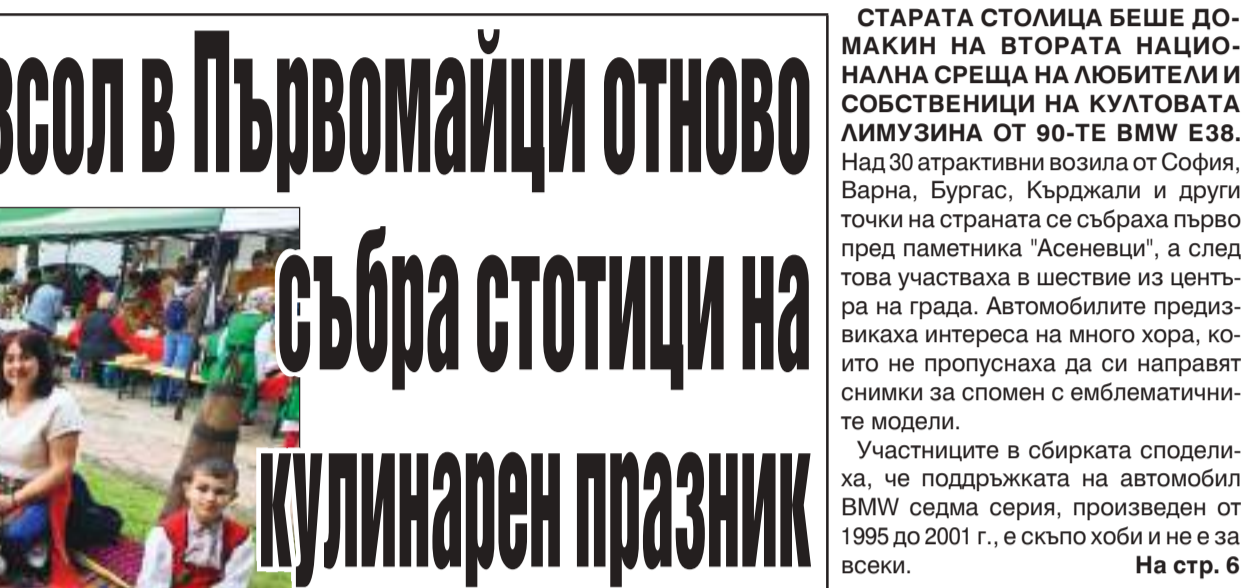 в Първомайци отново
събра стотици на
кулинарен празник
СТАРАТА СТОЛИЦА БЕШЕ ДО-
МАКИН НА ВТОРАТА НАЦИО-
НАЛНА СРЕЩА НА ЛЮБИТЕЛИ И
СОБСТВЕНИЦИ НА КУЛТОВАТА
ЛИМУЗИНА ОТ 90-ТЕ BMW E38.
Над 30 атрактивни возила от София,
Варна, Бургас, Кърджали и други
точки на страната се събраха първо
пред паметника "Асеневци", а след
това участваха в шествие из центъ-
ра на града. Автомобилите предиз-
викаха интереса на много хора, ко-
ито не пропуснаха да си направят
снимки за спомен с емблематични-
те модели.
Участниците в сбирката сподели-
ха, че поддръжката на автомобил
BMW седма серия, произведен от
1995 до 2001 г., е скъпо хоби и не е за
всеки. На стр. 6